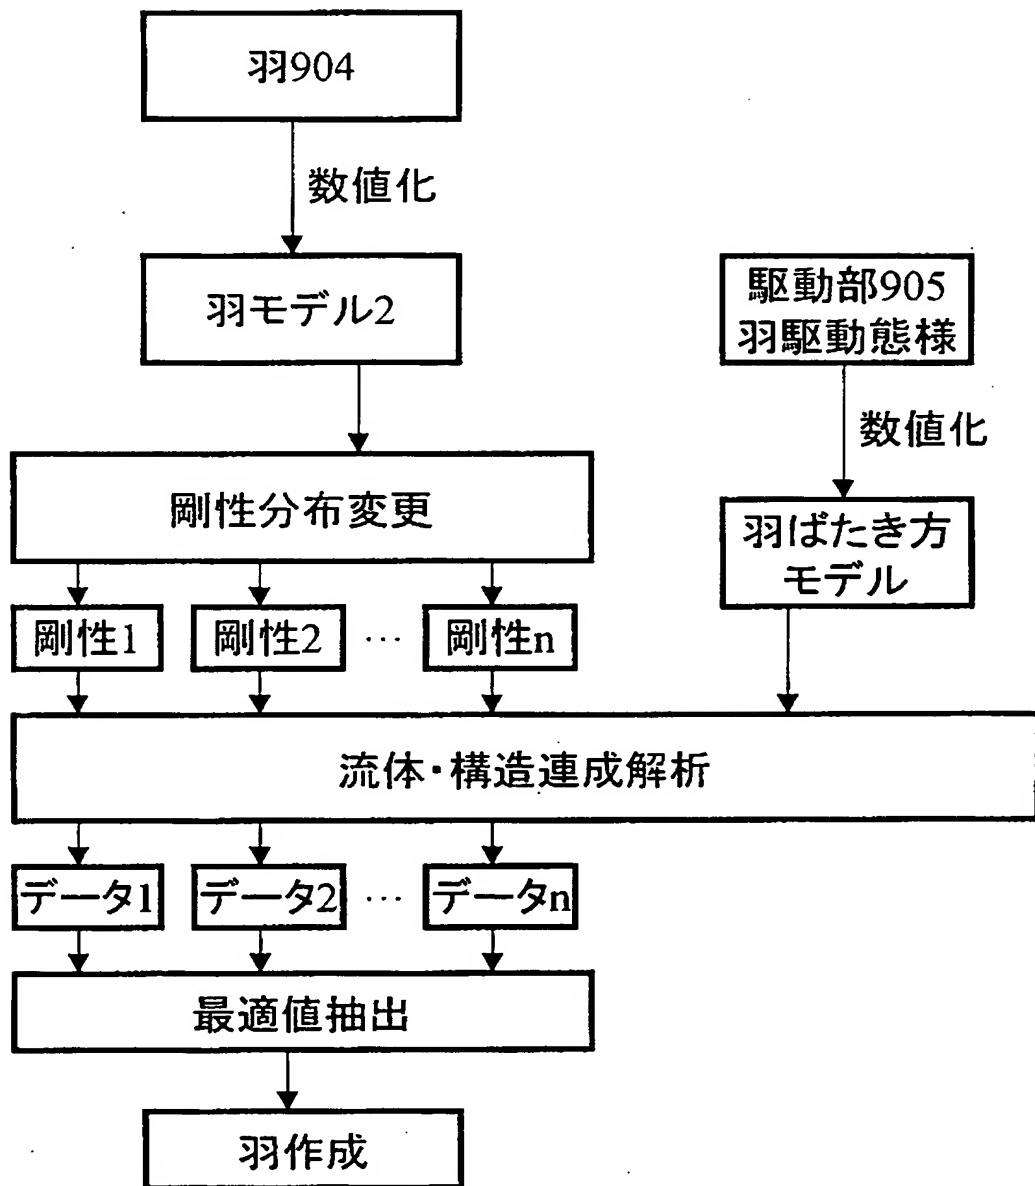 羽904
数値化
羽モデル2
駆動部905
羽駆動態様
数値化
剛性分布変更
羽ばたき方
モデル
剛性1 剛性2 … 剛性n
流体・構造連成解析
データ1 データ2 … データn
最適値抽出
羽作成